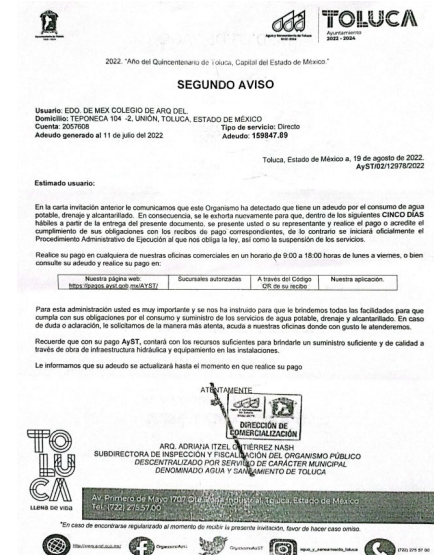 TOLUCA
Ayuntamiento
2022 - 2024
2022. "Año del Quincentenario de Toluca, Capital del Estado de México."
SEGUNDO AVISO
Usuario: EDO. DE MEX COLEGIO DE ARQ DEL.
Domicilio: TEPONECA 104 -2, UNIÓN, TOLUCA, ESTADO DE MÉXICO
Cuenta: 2057608 Tipo de servicio: Directo
Adeudo generado al 11 de julio del 2022 Adeudo: 159847.89
Toluca, Estado de México a, 19 de agosto de 2022.
AyST/02/12978/2022
Estimado usuario:
En la carta invitación anterior le comunicamos que este Organismo ha detectado que tiene un adeudo por el consumo de agua
potable, drenaje y alcantarillado. En consecuencia, se le exhorta nuevamente para que, dentro de los siguientes CINCO DÍAS
hábiles a partir de la entrega del presente documento, se presente usted o su representante y realice el pago o acredite el
cumplimiento de sus obligaciones con los recibos de pago correspondientes, de lo contrario se iniciará oficialmente el
Procedimiento Administrativo de Ejecución al que nos obliga la ley, así como la suspensión de los servicios.
Realice su pago en cualquiera de nuestras oficinas comerciales en un horario de 9:00 a 18:00 horas de lunes a viernes, o bien
consulte su adeudo y realice su pago en:
Nuestra página web: Sucursales autorizadas A través del Código Nuestra aplicación.
https://pagos.ayst.gob.mx/AYST/ QR de su recibo
Para esta administración usted es muy importante y se nos ha instruido para que le brindemos todas las facilidades para que
cumpla con sus obligaciones por el consumo y suministro de los servicios de agua potable, drenaje y alcantarillado. En caso
de duda o aclaración, le solicitamos de la manera más atenta, acuda a nuestras oficinas donde con gusto le atenderemos.
Recuerde que con su pago AyST, contará con los recursos suficientes para brindarle un suministro suficiente y de calidad a
través de obra de infraestructura hidráulica y equipamiento en las instalaciones.
Le informamos que su adeudo se actualizará hasta el momento en que realice su pago
ATENTAMENTE
DIRECCIÓN DE
COMERCIALIZACIÓN
ARQ. ADRIANA ITZEL GUTIÉRREZ NASH
SUBDIRECTORA DE INSPECCIÓN Y FISCALIZACIÓN DEL ORGANISMO PÚBLICO
DESCENTRALIZADO POR SERVICIO DE CARÁCTER MUNICIPAL
DENOMINADO AGUA Y SANEAMIENTO DE TOLUCA
TOLUCA
LLENA DE VIDA
Av. Primero de Mayo 1707 Ote. Zona Industrial, Toluca, Estado de México
Tel. (722) 275.57.00
*En caso de encontrarse regularizado al momento de recibir la presente invitación, favor de hacer caso omiso.
agua_y_saneamiento_toluca (722) 275 57 00